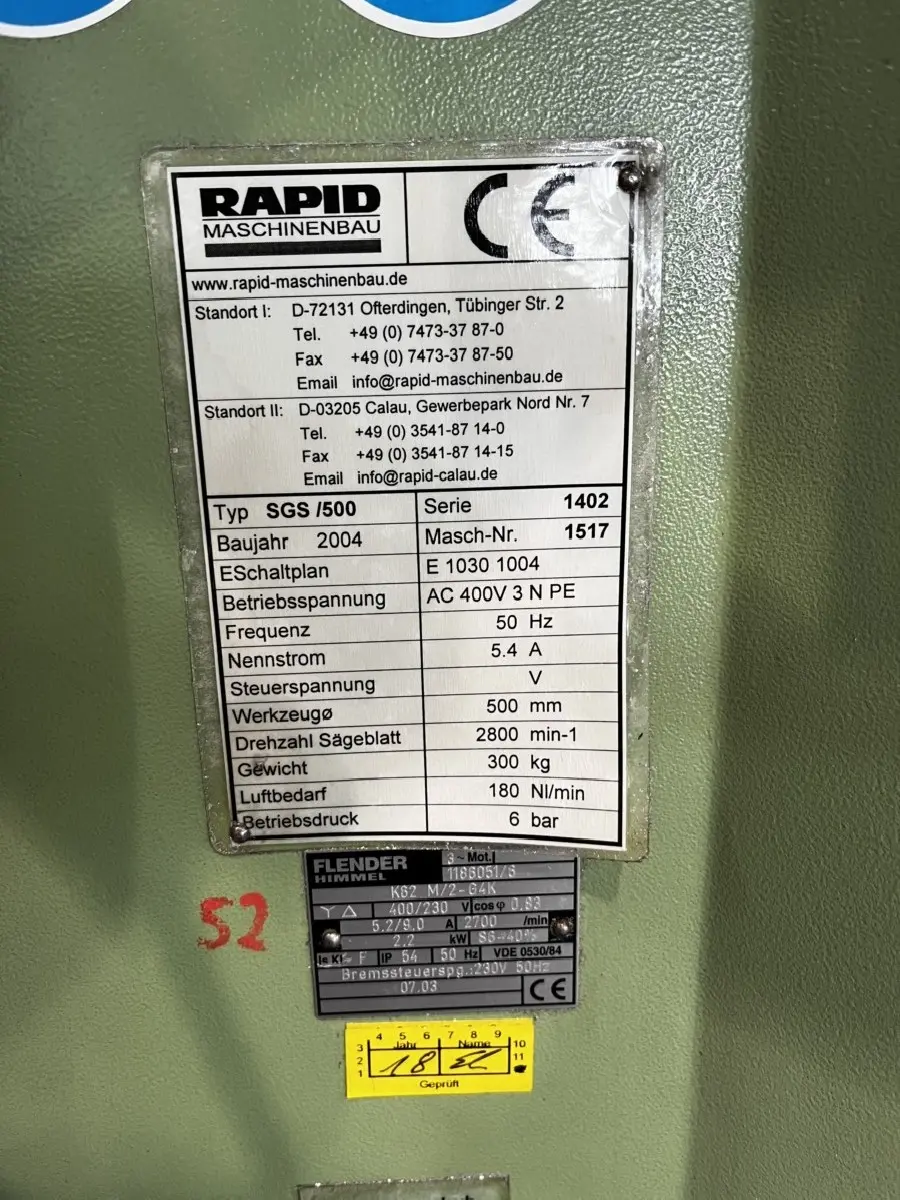 RAPID
MASCHINENBAU
CE
www.rapid-maschinenbau.de
Standort I: D-72131 Ofterdingen, Tübinger Str. 2
Tel. +49 (0) 7473-37 87-0
Fax +49 (0) 7473-37 87-50
Email info@rapid-maschinenbau.de
Standort II: D-03205 Calau, Gewerbepark Nord Nr. 7
Tel. +49 (0) 3541-87 14-0
Fax +49 (0) 3541-87 14-15
Email info@rapid-calau.de
Typ SGS /500 Serie 1402
Baujahr 2004 Masch-Nr. 1517
ESchaltplan E 1030 1004
Betriebsspannung AC 400V 3 N PE
Frequenz 50 Hz
Nennstrom 5.4 A
Steuerspannung V
Werkzeugø 500 mm
Drehzahl Sägeblatt 2800 min-1
Gewicht 300 kg
Luftbedarf 180 Nl/min
Betriebsdruck 6 bar
FLENDER 3~ Mot.
HIMMEL 1186051/8
K62 M/2-64K
Y △ 400/230 V cos φ 0.83
5.2/9.0 A 2700 /min
2.2 kW S6-40%
Is Kl F IP 54 50 Hz VDE 0530/84
Bremssteuerspg.:230V 50Hz
07.03 CE
52
4 5 6 7 8 9
3 Jahr Name 10
2 18 11
1
Geprüft